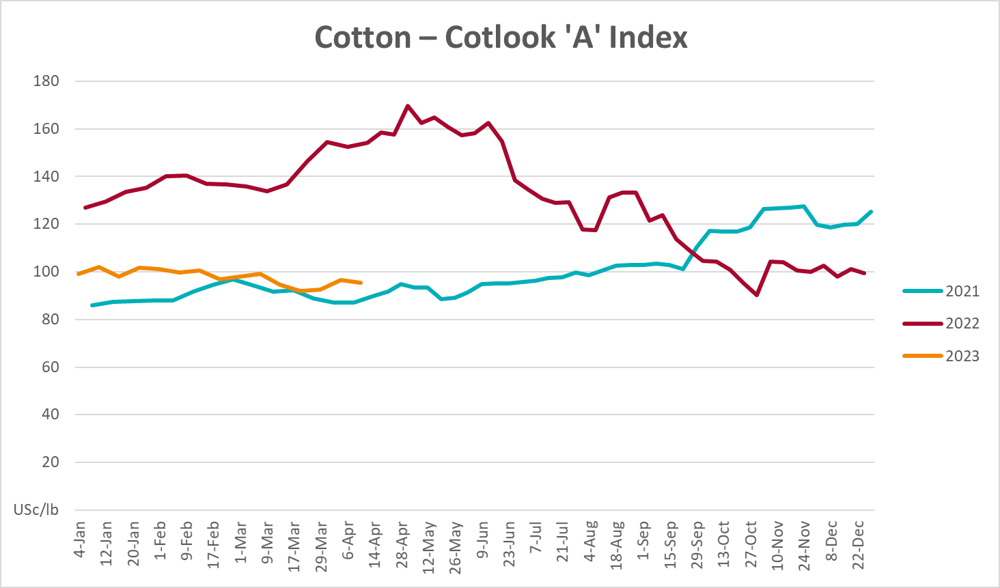 Cotton – Cotlook 'A' Index
180
160
140
120
100
80
60
40
20
USc/lb
4-Jan
12-Jan
20-Jan
1-Feb
9-Feb
17-Feb
1-Mar
9-Mar
17-Mar
29-Mar
6-Apr
14-Apr
28-Apr
12-May
26-May
9-Jun
23-Jun
7-Jul
21-Jul
4-Aug
18-Aug
1-Sep
15-Sep
29-Sep
13-Oct
27-Oct
10-Nov
24-Nov
8-Dec
22-Dec
2021
2022
2023